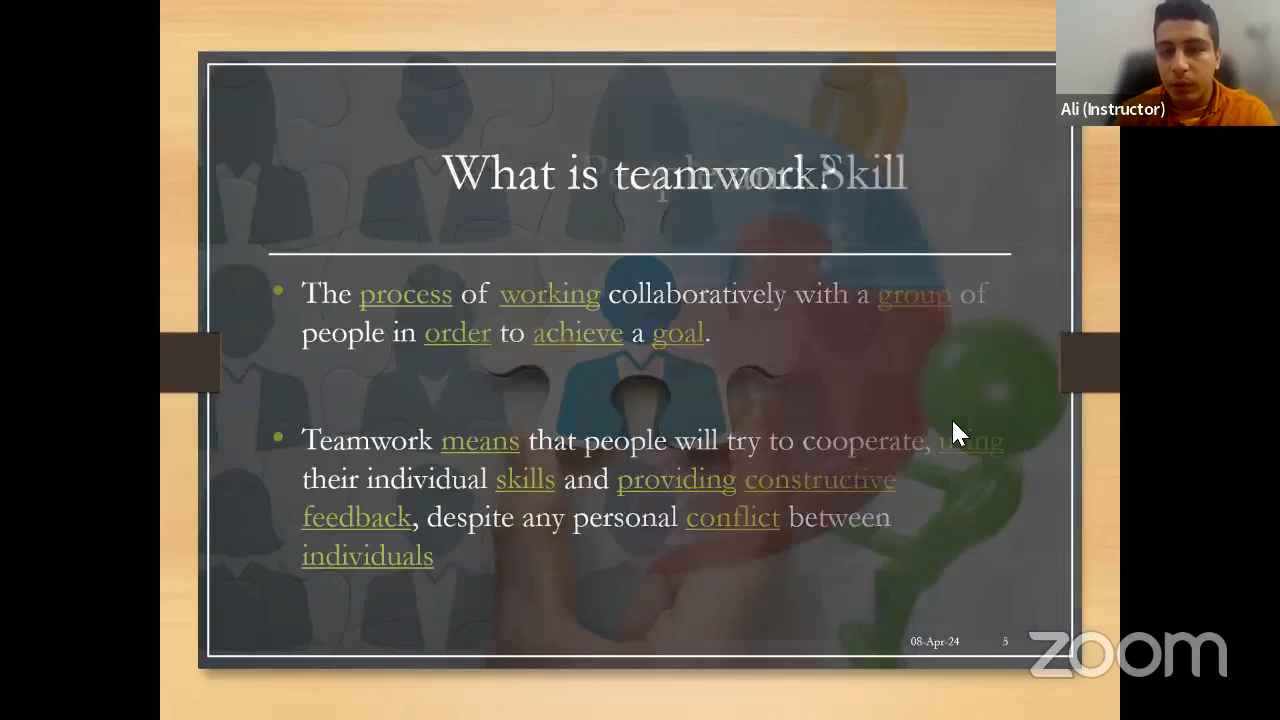 Ali (Instructor)
What is teamwork?
Skill
The process of working collaboratively with a group of
people in order to achieve a goal.
Teamwork means that people will try to cooperate, using
their individual skills and providing constructive
feedback, despite any personal conflict between
individuals
08-Apr-24
5
zoom